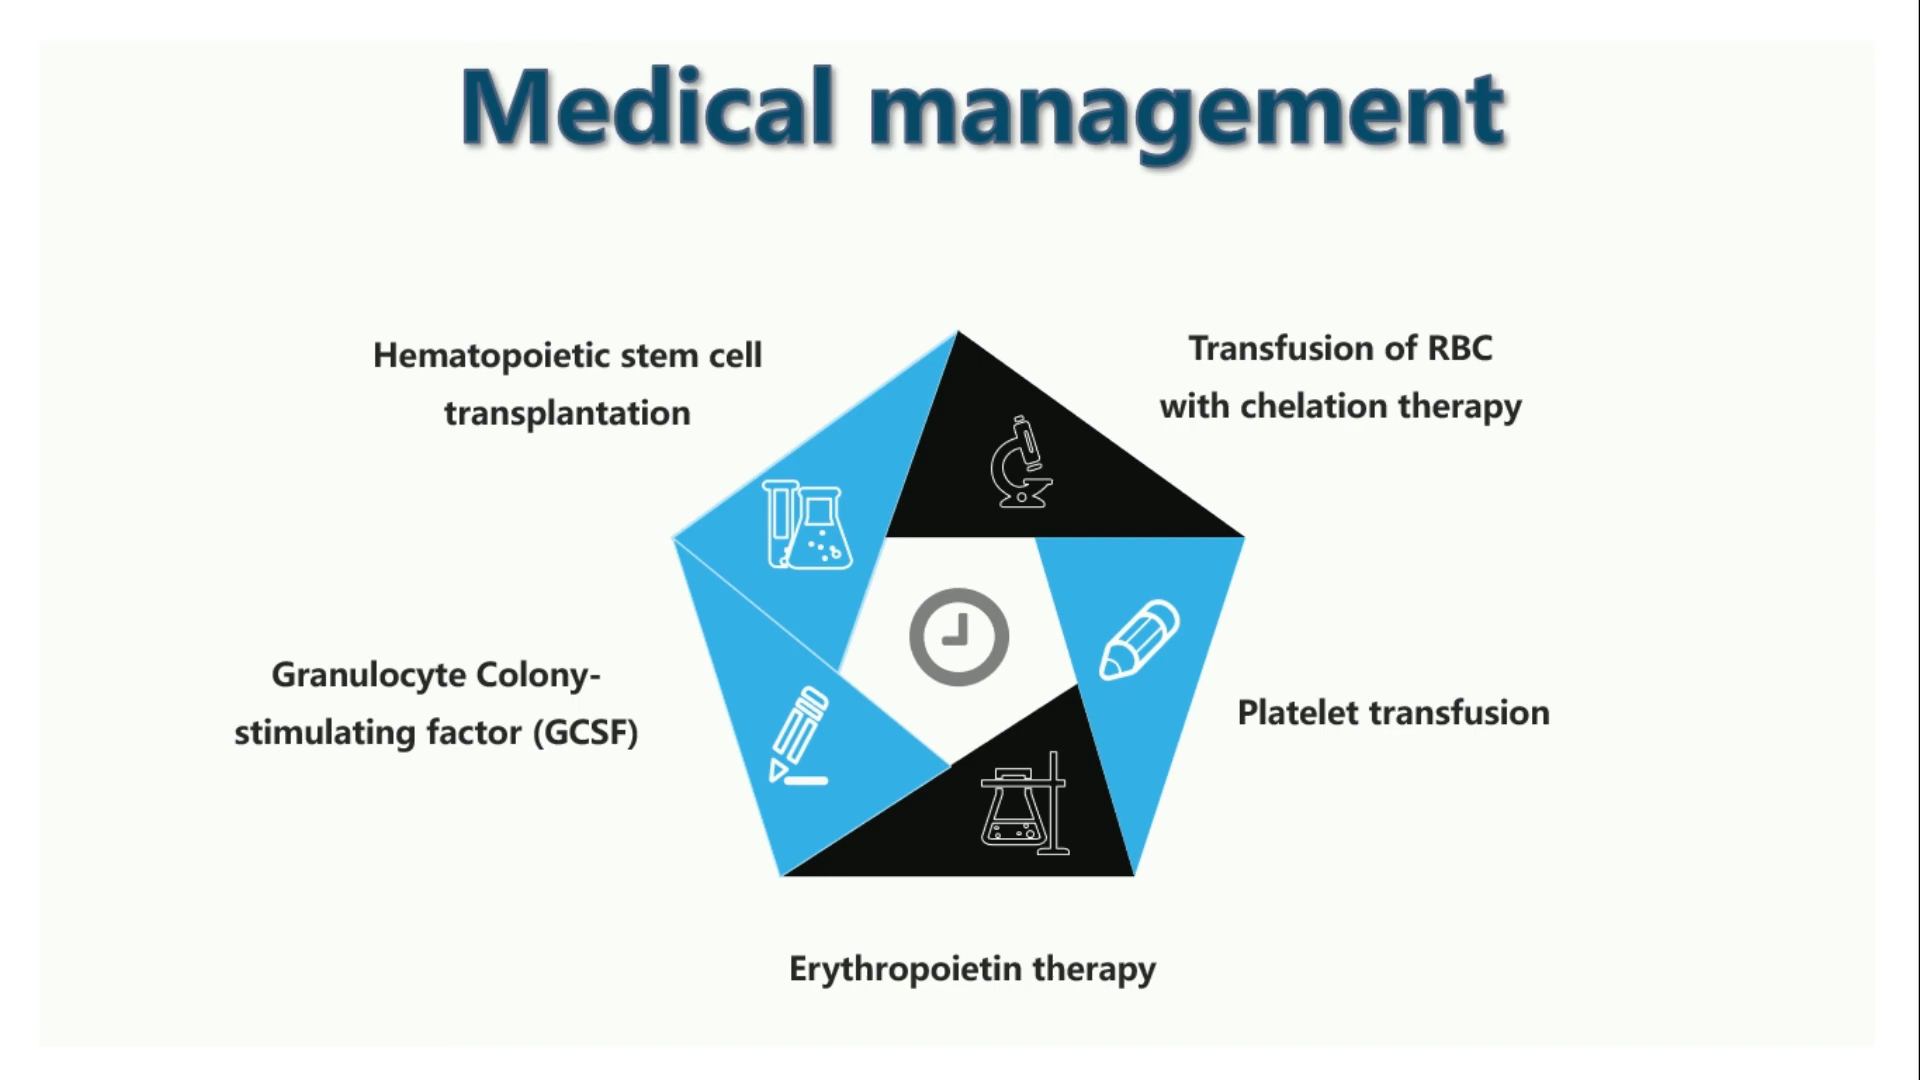 Medical management
Hematopoietic stem cell
transplantation
Transfusion of RBC
with chelation therapy
Granulocyte Colony-
stimulating factor (GCSF)
Platelet transfusion
Erythropoietin therapy